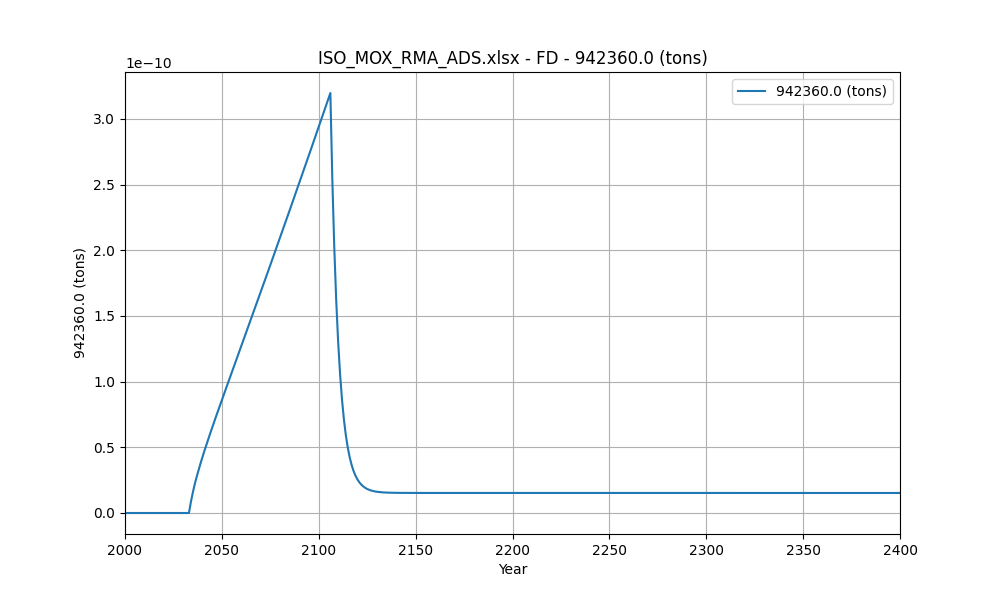 ISO_MOX_RMA_ADS.xlsx - FD - 942360.0 (tons)
1e−10
942360.0 (tons)
3.0
2.5
2.0
1.5
1.0
0.5
0.0
942360.0 (tons)
2000 2050 2100 2150 2200 2250 2300 2350 2400
Year